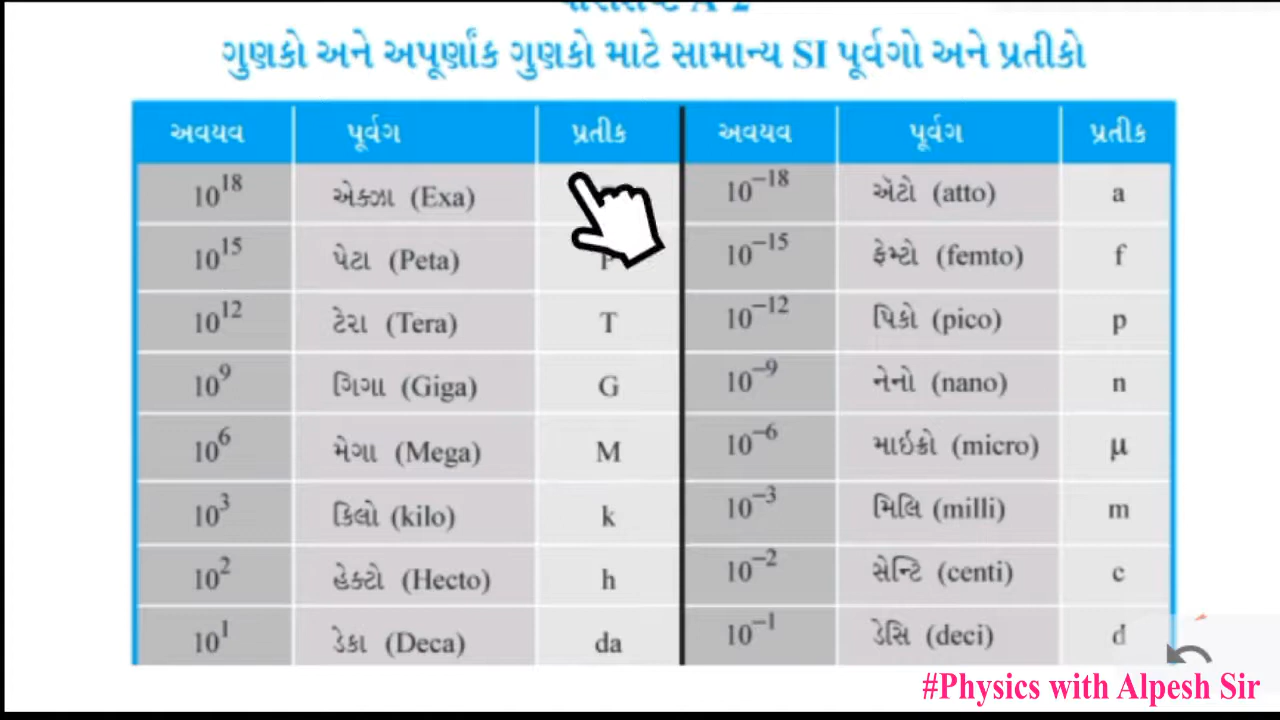 ગુણકો અને અપૂર્ણાંક ગુણકો માટે સામાન્ય SI પૂર્વગો અને પ્રતીકો
અવયવ પૂર્વગ પ્રતીક અવયવ પૂર્વગ પ્રતીક
10^18 એક્ઝા (Exa) 10^−18 ઍટો (atto) a
10^15 પેટા (Peta) 10^−15 ફેમ્ટો (femto) f
10^12 ટેરા (Tera) T 10^−12 પિકો (pico) p
10^9 ગિગા (Giga) G 10^−9 નેનો (nano) n
10^6 મેગા (Mega) M 10^−6 માઇક્રો (micro) μ
10^3 કિલો (kilo) k 10^−3 મિલિ (milli) m
10^2 હેક્ટો (Hecto) h 10^−2 સેન્ટિ (centi) c
10^1 ડેકા (Deca) da 10^−1 ડેસિ (deci) d
#Physics with Alpesh Sir